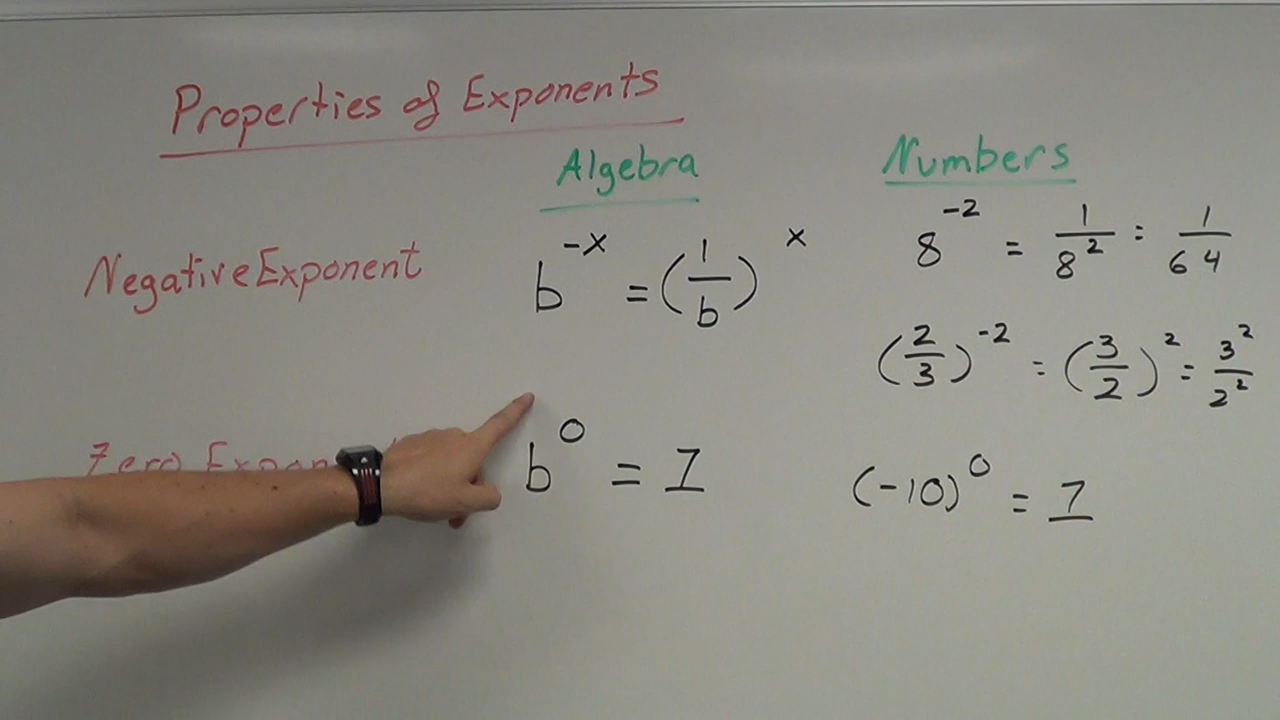 Properties of Exponents
Algebra Numbers
Negative Exponent b^-x = (1/b)^x 8^-2 = 1/8^2 = 1/64
(2/3)^-2 = (3/2)^2 = 3^2/2^2
Zero b^0 = 1 (-10)^0 = 1